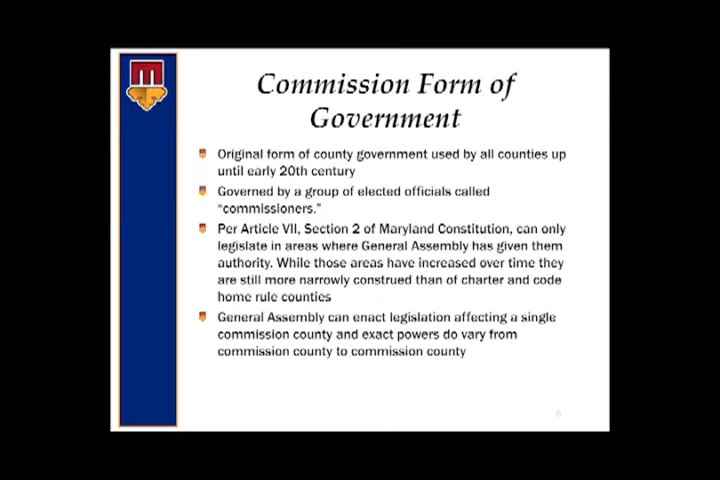 Commission Form of
Government
Original form of county government used by all counties up
until early 20th century
Governed by a group of elected officials called
“commissioners.”
Per Article VII, Section 2 of Maryland Constitution, can only
legislate in areas where General Assembly has given them
authority. While those areas have increased over time they
are still more narrowly construed than of charter and code
home rule counties
General Assembly can enact legislation affecting a single
commission county and exact powers do vary from
commission county to commission county
6